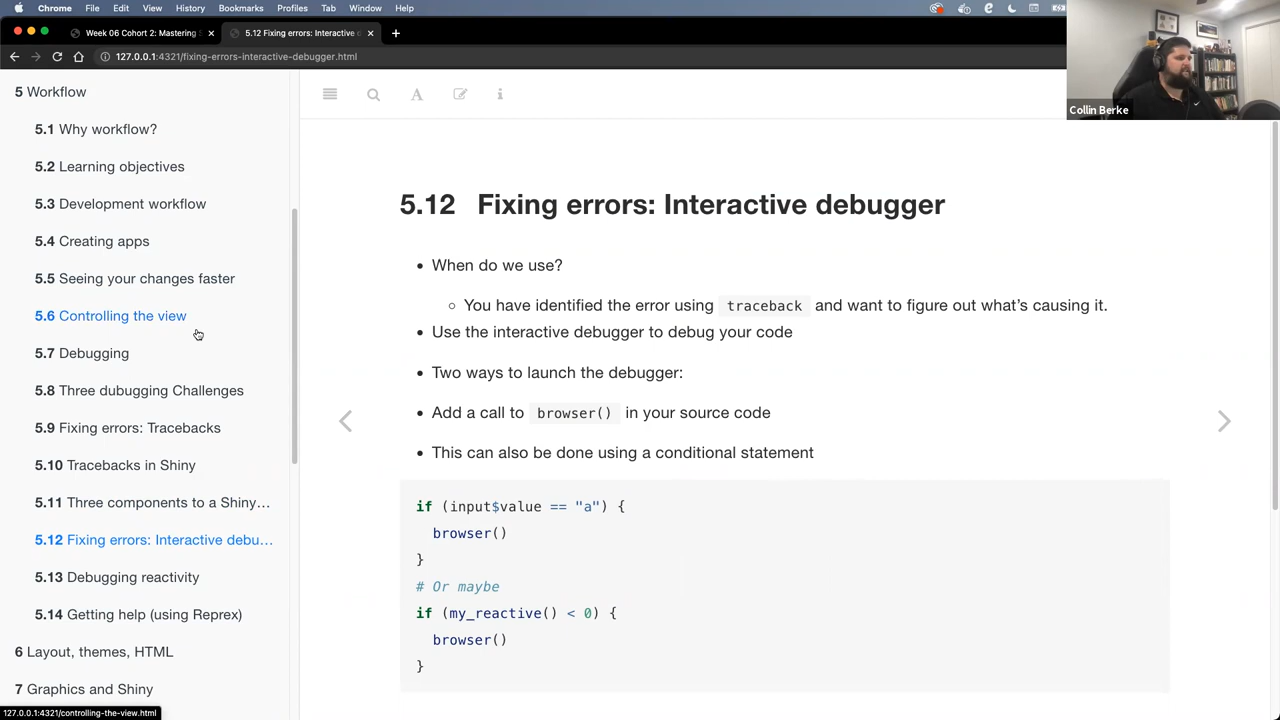 Chrome File Edit View History Bookmarks Profiles Tab Window Help
Week 06 Cohort 2: Mastering S
5.12 Fixing errors: Interactive d
127.0.0.1:4321/fixing-errors-interactive-debugger.html
Collin Berke
5 Workflow
5.1 Why workflow?
5.2 Learning objectives
5.3 Development workflow
5.4 Creating apps
5.5 Seeing your changes faster
5.6 Controlling the view
5.7 Debugging
5.8 Three dubugging Challenges
5.9 Fixing errors: Tracebacks
5.10 Tracebacks in Shiny
5.11 Three components to a Shiny…
5.12 Fixing errors: Interactive debu…
5.13 Debugging reactivity
5.14 Getting help (using Reprex)
6 Layout, themes, HTML
7 Graphics and Shiny
127.0.0.1:4321/controlling-the-view.html
5.12 Fixing errors: Interactive debugger
• When do we use?
○ You have identified the error using traceback and want to figure out what's causing it.
• Use the interactive debugger to debug your code
• Two ways to launch the debugger:
• Add a call to browser() in your source code
• This can also be done using a conditional statement
if (input$value == "a") {
  browser()
}
# Or maybe
if (my_reactive() < 0) {
  browser()
}